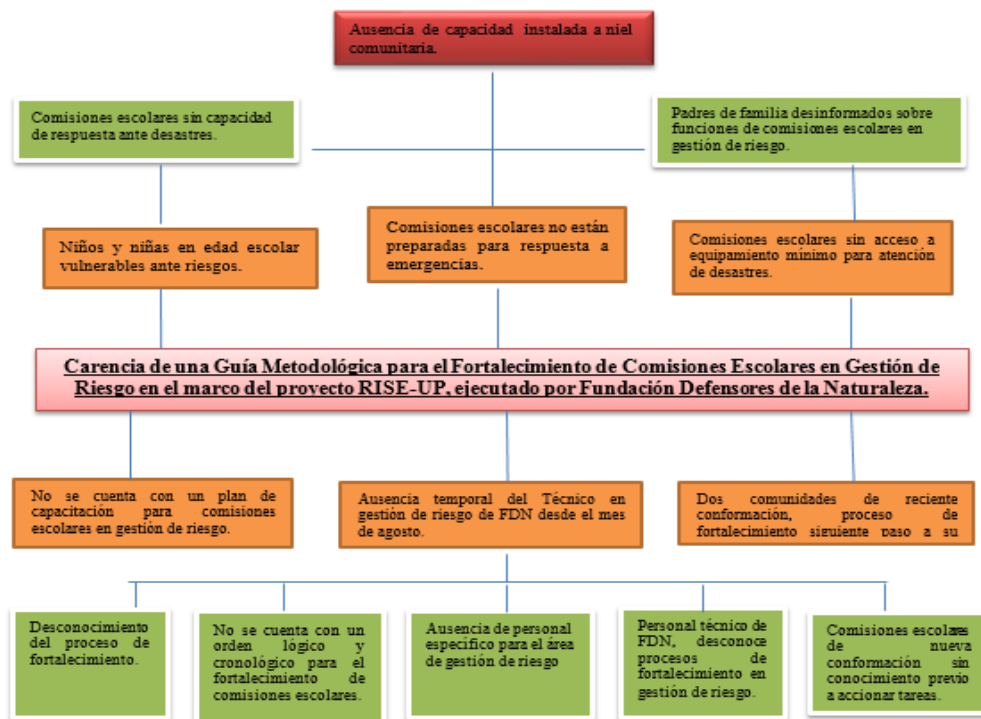 Ausencia de capacidad instalada a niel
comunitaria.
Comisiones escolares sin capacidad
de respuesta ante desastres.
Padres de familia desinformados sobre
funciones de comisiones escolares en
gestión de riesgo.
Niños y niñas en edad escolar
vulnerables ante riesgos.
Comisiones escolares no están
preparadas para respuesta a
emergencias.
Comisiones escolares sin acceso a
equipamiento mínimo para atención
de desastres.
Carencia de una Guía Metodológica para el Fortalecimiento de Comisiones Escolares en Gestión de
Riesgo en el marco del proyecto RISE-UP, ejecutado por Fundación Defensores de la Naturaleza.
No se cuenta con un plan de
capacitación para comisiones
escolares en gestión de riesgo.
Ausencia temporal del Técnico en
gestión de riesgo de FDN desde el mes
de agosto.
Dos comunidades de reciente
conformación, proceso de
fortalecimiento siguiente paso a su
Desconocimiento
del proceso de
fortalecimiento.
No se cuenta con un
orden lógico y
cronológico para el
fortalecimiento de
comisiones escolares.
Ausencia de personal
específico para el área
de gestión de riesgo
Personal técnico de
FDN, desconoce
procesos de
fortalecimiento en
gestión de riesgo.
Comisiones escolares
de nueva
conformación sin
conocimiento previo
a accionar tareas.